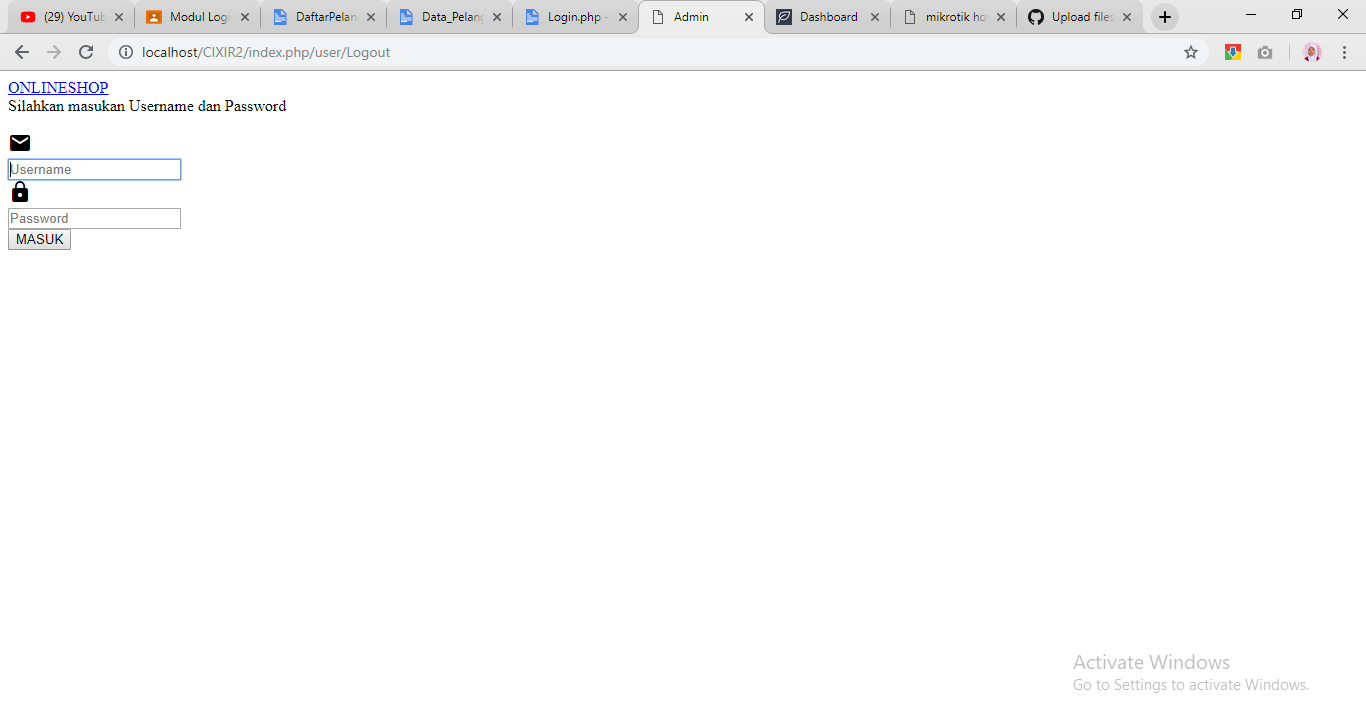 (29) YouTub
Modul Logi
DaftarPelan
Data_Pelang
Login.php -
Admin
Dashboard
mikrotik ho
Upload files
localhost/CIXIR2/index.php/user/Logout
ONLINESHOP
Silahkan masukan Username dan Password
Username
Password
MASUK
Activate Windows
Go to Settings to activate Windows.